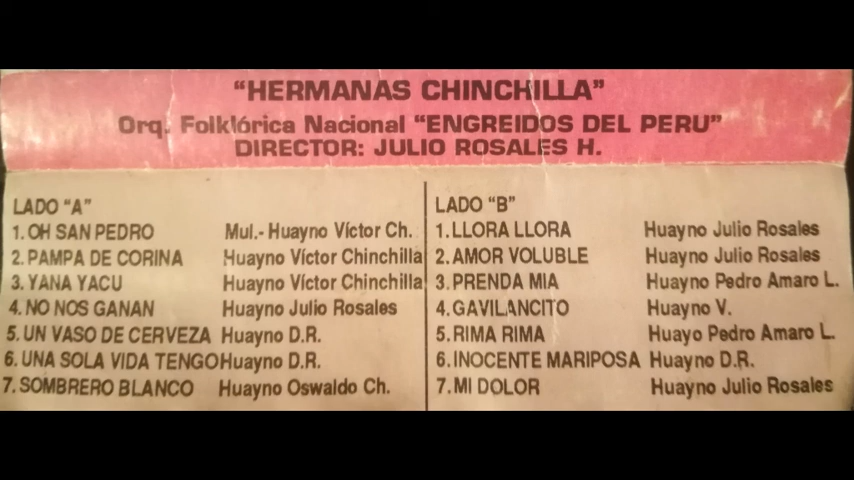 "HERMANAS CHINCHILLA"
Orq. Folklórica Nacional "ENGREIDOS DEL PERU"
DIRECTOR: JULIO ROSALES H.
LADO "A"
1. OH SAN PEDRO Mul.- Huayno Víctor Ch.
2. PAMPA DE CORINA Huayno Víctor Chinchilla
3. YANA YACU Huayno Víctor Chinchilla
4. NO NOS GANAN Huayno Julio Rosales
5. UN VASO DE CERVEZA Huayno D.R.
6. UNA SOLA VIDA TENGO Huayno D.R.
7. SOMBRERO BLANCO Huayno Oswaldo Ch.
LADO "B"
1. LLORA LLORA Huayno Julio Rosales
2. AMOR VOLUBLE Huayno Julio Rosales
3. PRENDA MIA Huayno Pedro Amaro L.
4. GAVILANCITO Huayno V.
5. RIMA RIMA Huayo Pedro Amaro L.
6. INOCENTE MARIPOSA Huayno D.R.
7. MI DOLOR Huayno Julio Rosales